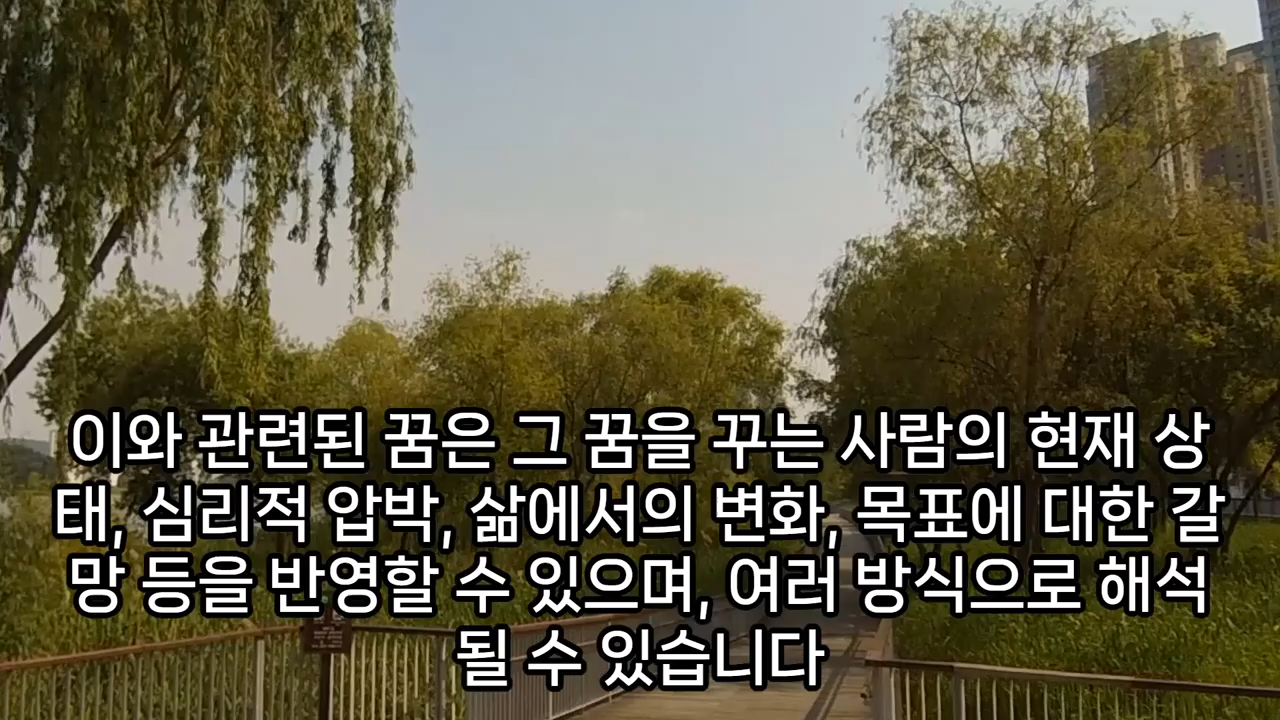 이와 관련된 꿈은 그 꿈을 꾸는 사람의 현재 상
태, 심리적 압박, 삶에서의 변화, 목표에 대한 갈
망 등을 반영할 수 있으며, 여러 방식으로 해석
될 수 있습니다